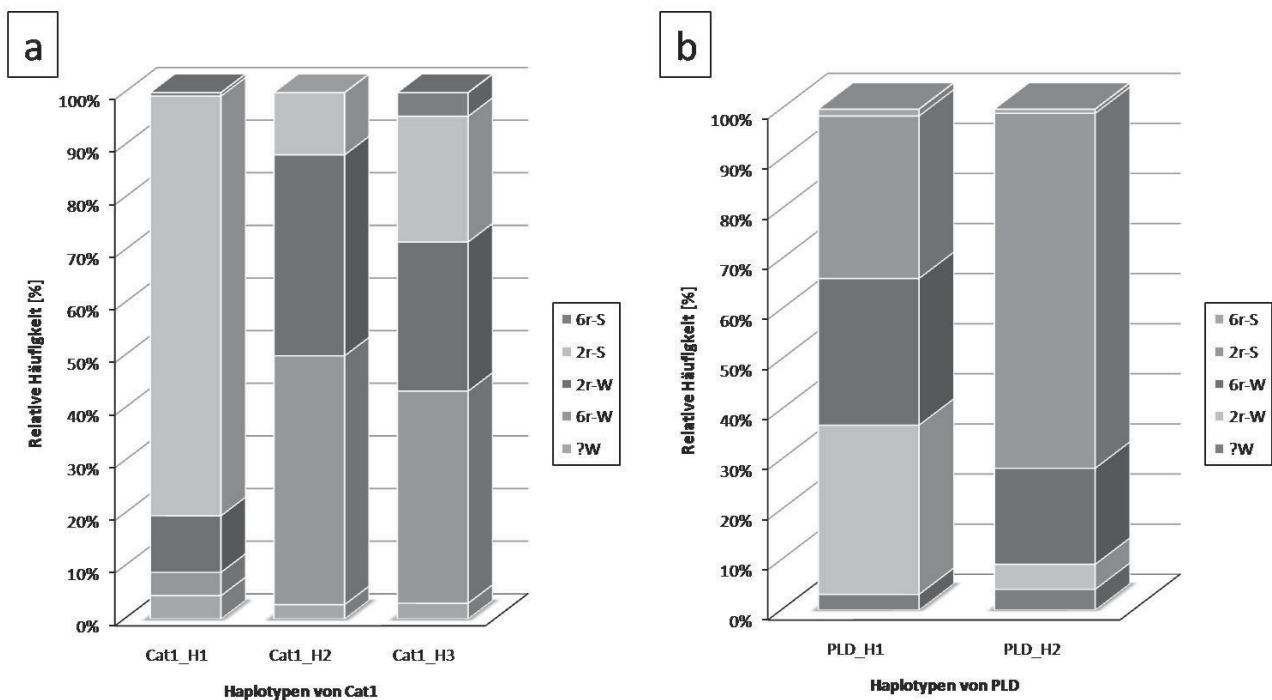 a
100%
90%
80%
70%
60%
50%
40%
30%
20%
10%
0%
Relative Häufigkeit [%]
Cat1_H1 Cat1_H2 Cat1_H3
Haplotypen von Cat1
6r-S
2r-S
2r-W
6r-W
?W
b
100%
90%
80%
70%
60%
50%
40%
30%
20%
10%
0%
Relative Häufigkeit [%]
PLD_H1 PLD_H2
Haplotypen von PLD
6r-S
2r-S
6r-W
2r-W
?W